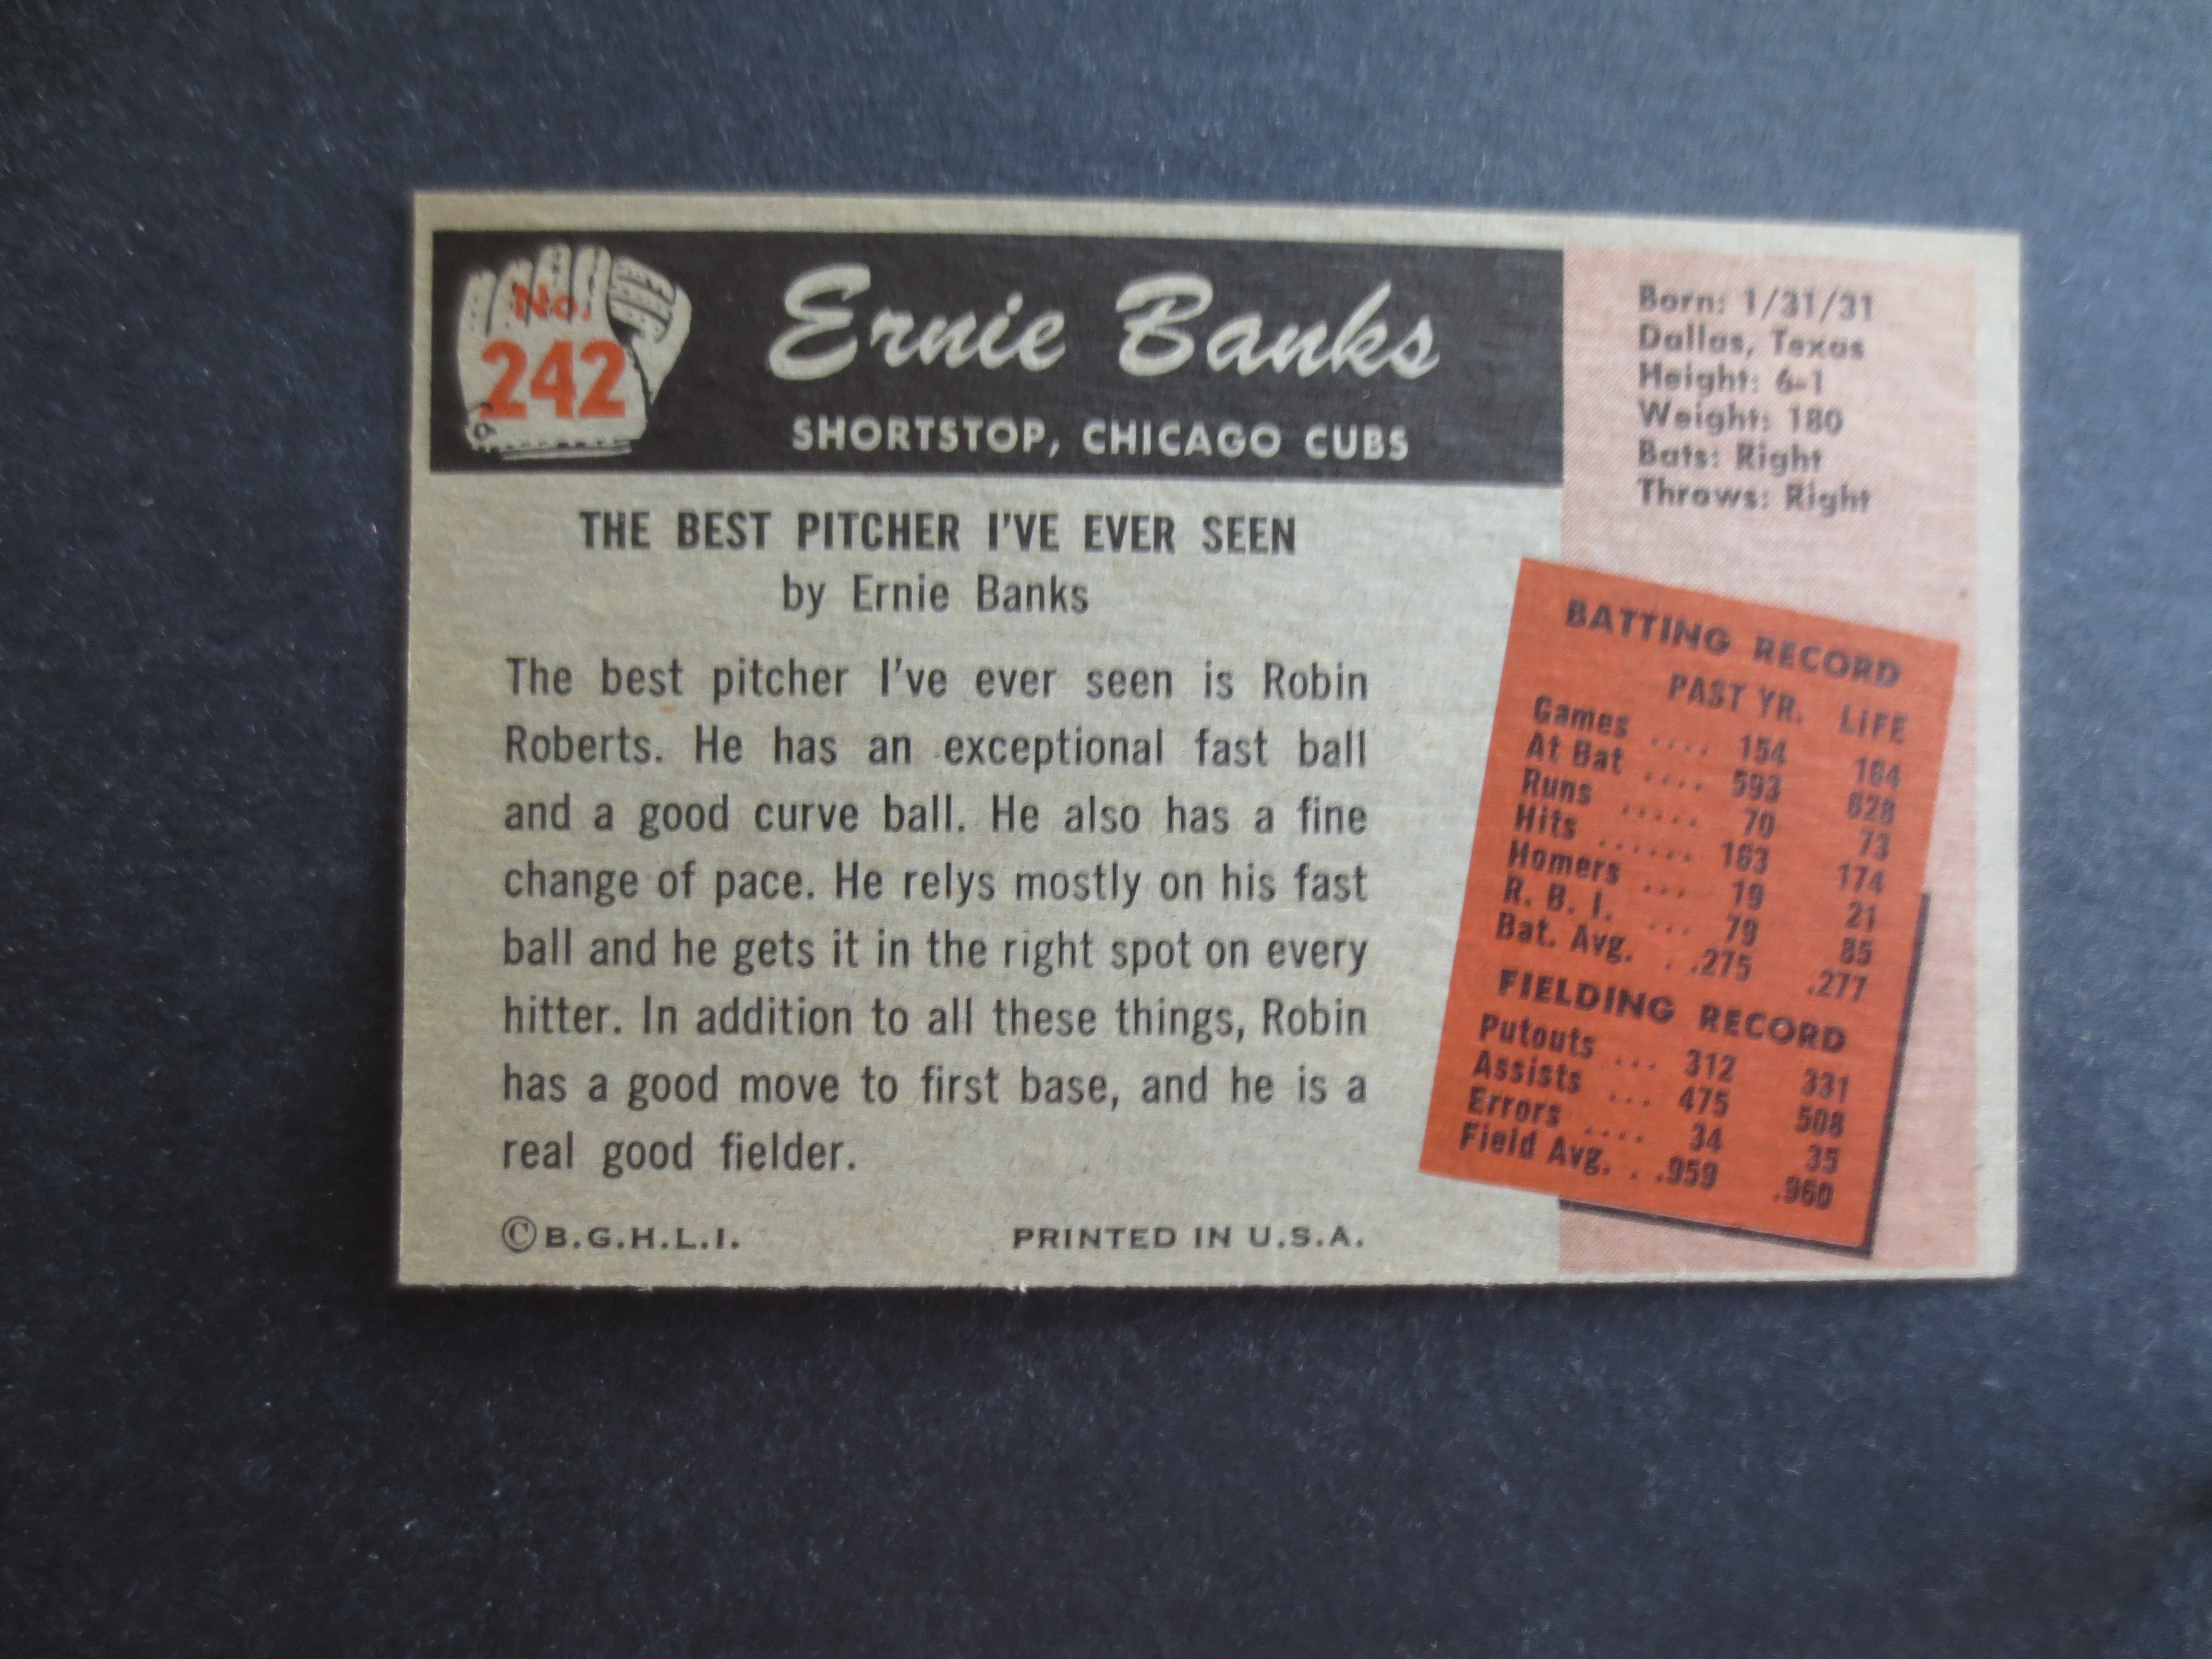 No.
242
Ernie Banks
SHORTSTOP, CHICAGO CUBS
Born: 1/31/31
Dallas, Texas
Height: 6-1
Weight: 180
Bats: Right
Throws: Right
THE BEST PITCHER I'VE EVER SEEN
by Ernie Banks
The best pitcher I've ever seen is Robin
Roberts. He has an exceptional fast ball
and a good curve ball. He also has a fine
change of pace. He relys mostly on his fast
ball and he gets it in the right spot on every
hitter. In addition to all these things, Robin
has a good move to first base, and he is a
real good fielder.
© B.G.H.L.I. PRINTED IN U.S.A.
BATTING RECORD
PAST YR. LIFE
Games .... 154 164
At Bat .... 593 628
Runs ..... 70 73
Hits ...... 163 174
Homers ... 19 21
R. B. I. ... 79 85
Bat. Avg. . .275 .277
FIELDING RECORD
Putouts ... 312 331
Assists ... 475 508
Errors .... 34 35
Field Avg. . .959 .960